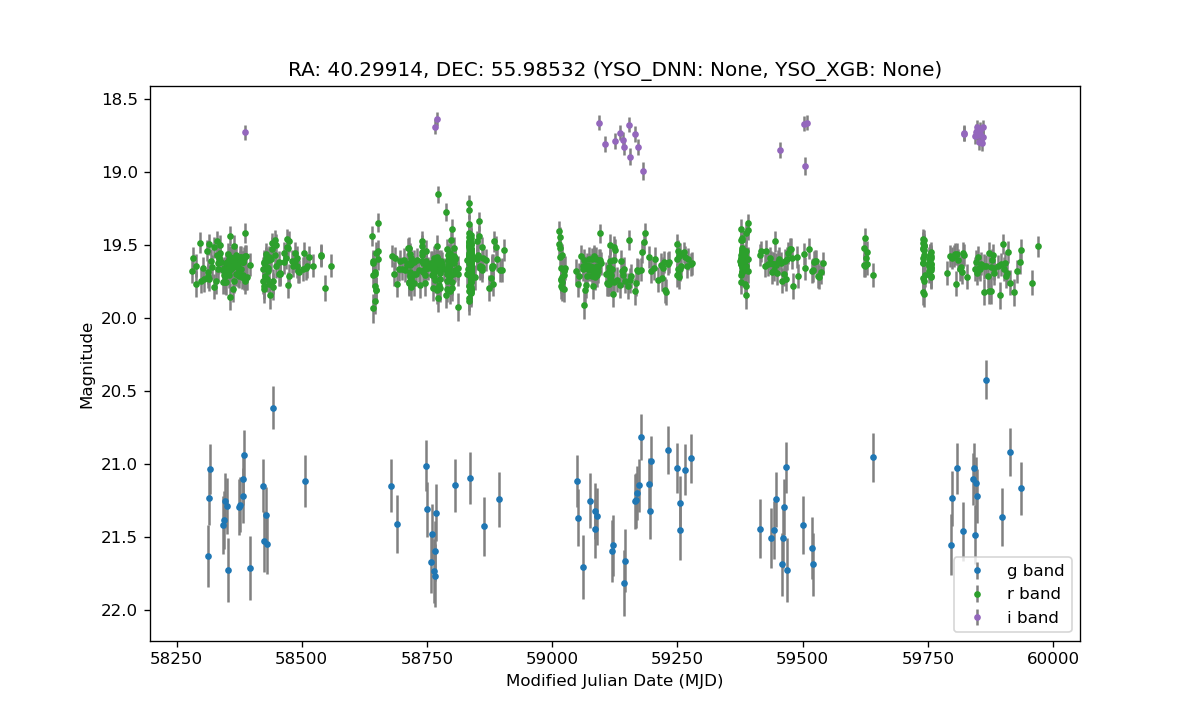 RA: 40.29914, DEC: 55.98532 (YSO_DNN: None, YSO_XGB: None)
18.5
19.0
19.5
20.0
20.5
21.0
21.5
22.0
Magnitude
g band
r band
i band
58250 58500 58750 59000 59250 59500 59750 60000
Modified Julian Date (MJD)